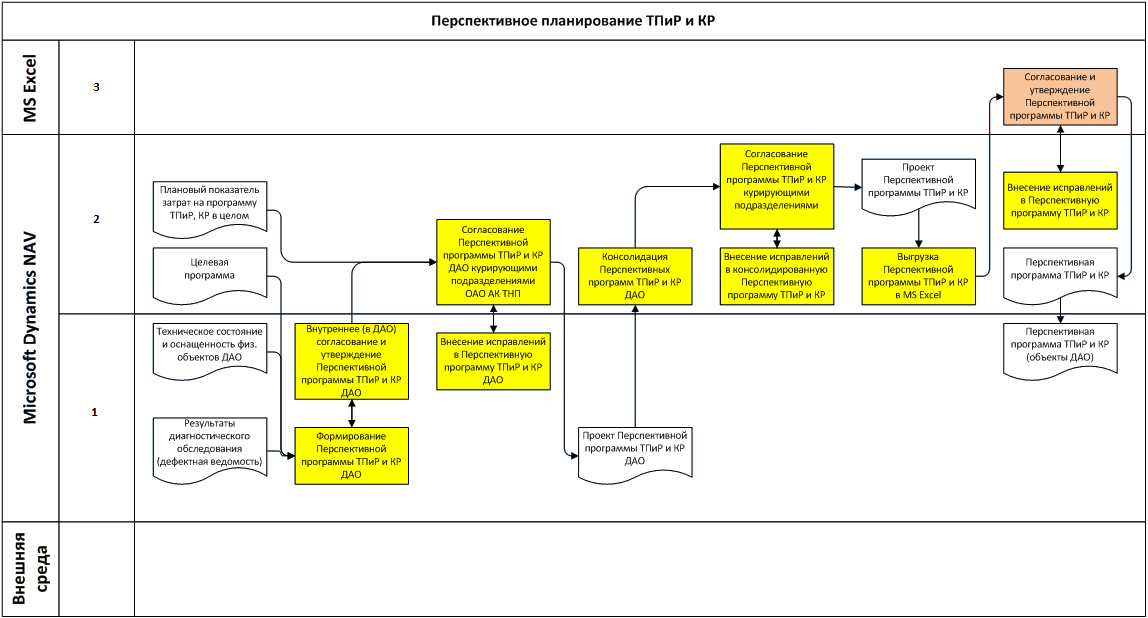 Перспективное планирование ТПиР и КР
MS Excel
3
Согласование и
утверждение
Перспективной
программы ТПиР и КР
Microsoft Dynamics NAV
2
Плановый показатель
затрат на программу
ТПиР, КР в целом
Целевая
программа
Согласование
Перспективной
программы ТПиР и КР
ДАО курирующими
подразделениями
ОАО АК ТНП
Консолидация
Перспективных
программ ТПиР и КР
ДАО
Согласование
Перспективной
программы ТПиР и КР
курирующими
подразделениями
Внесение исправлений
в консолидированную
Перспективную
программу ТПиР и КР
Проект
Перспективной
программы ТПиР и КР
Выгрузка
Перспективной
программы ТПиР и КР
в MS Excel
Внесение исправлений
в Перспективную
программу ТПиР и КР
Перспективная
программа ТПиР и КР
1
Техническое состояние
и оснащенность физ.
объектов ДАО
Результаты
диагностического
обследования
(дефектная ведомость)
Внутреннее (в ДАО)
согласование и
утверждение
Перспективной
программы ТПиР и КР
ДАО
Формирование
Перспективной
программы ТПиР и КР
ДАО
Внесение исправлений
в Перспективную
программу ТПиР и КР
ДАО
Проект Перспективной
программы ТПиР и КР
ДАО
Перспективная
программа ТПиР и КР
(объекты ДАО)
Внешняя
среда